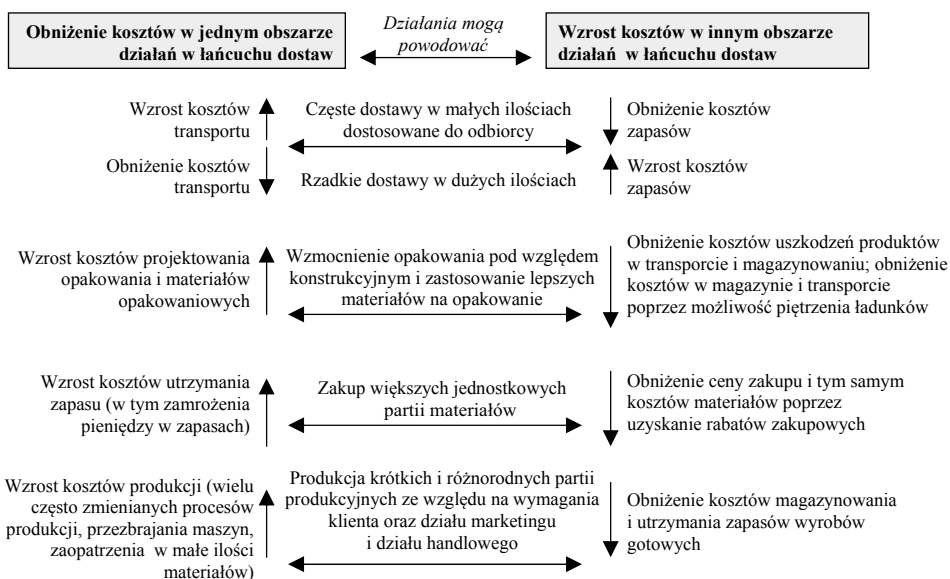 Obniżenie kosztów w jednym obszarze
działań w łańcuchu dostaw
Działania mogą
powodować
Wzrost kosztów w innym obszarze
działań w łańcuchu dostaw
Wzrost kosztów
transportu
Częste dostawy w małych ilościach
dostosowane do odbiorcy
Obniżenie kosztów
zapasów
Obniżenie kosztów
transportu
Rzadkie dostawy w dużych ilościach
Wzrost kosztów
zapasów
Wzrost kosztów projektowania
opakowania i materiałów
opakowaniowych
Wzmocnienie opakowania pod względem
konstrukcyjnym i zastosowanie lepszych
materiałów na opakowanie
Obniżenie kosztów uszkodzeń produktów
w transporcie i magazynowaniu; obniżenie
kosztów w magazynie i transporcie
poprzez możliwość piętrzenia ładunków
Wzrost kosztów utrzymania
zapasu (w tym zamrożenia
pieniędzy w zapasach)
Zakup większych jednostkowych
partii materiałów
Obniżenie ceny zakupu i tym samym
kosztów materiałów poprzez
uzyskanie rabatów zakupowych
Wzrost kosztów produkcji (wielu
często zmienianych procesów
produkcji, przezbrajania maszyn,
zaopatrzenia w małe ilości
materiałów)
Produkcja krótkich i różnorodnych partii
produkcyjnych ze względu na wymagania
klienta oraz działu marketingu
i działu handlowego
Obniżenie kosztów magazynowania
i utrzymania zapasów wyrobów
gotowych